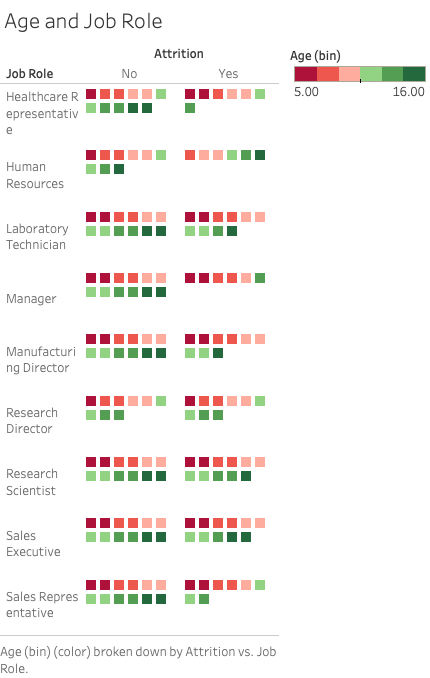 Age and Job Role
Attrition
Age (bin)
Job Role
No
Yes
5.00
16.00
Healthcare R
epresentativ
e
Human
Resources
Laboratory
Technician
Manager
Manufacturi
ng Director
Research
Director
Research
Scientist
Sales
Executive
Sales Repres
entative
Age (bin) (color) broken down by Attrition vs. Job
Role.